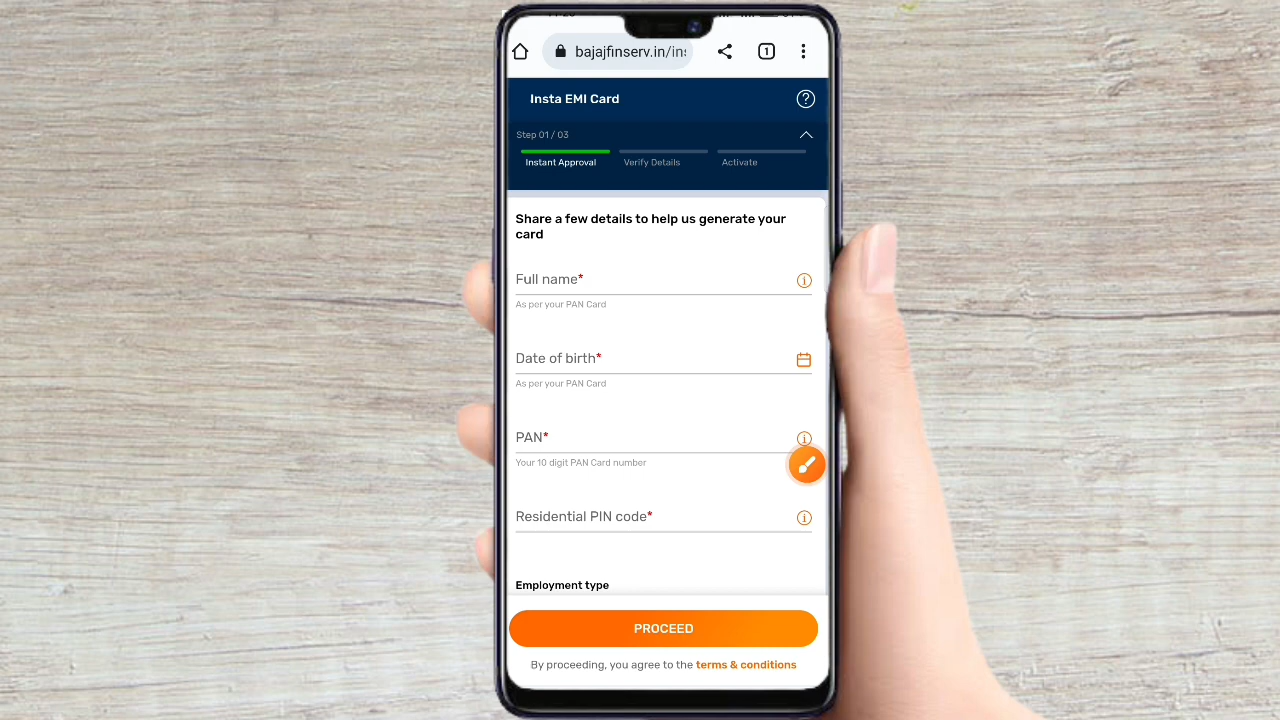 bajajfinserv.in/in
1
Insta EMI Card
Step 01 / 03
Instant Approval
Verify Details
Activate
Share a few details to help us generate your
card
Full name*
As per your PAN Card
Date of birth*
As per your PAN Card
PAN*
Your 10 digit PAN Card number
Residential PIN code*
Employment type
PROCEED
By proceeding, you agree to the terms & conditions